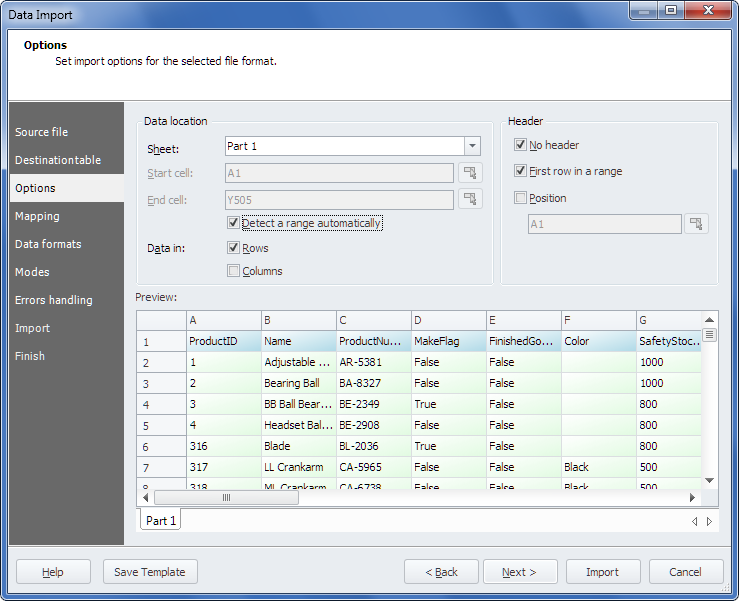 Data Import
Options
Set import options for the selected file format.
Source file
Destinationtable
Options
Mapping
Data formats
Modes
Errors handling
Import
Finish
Data location
Sheet: Part 1
Start cell: A1
End cell: Y505
Detect a range automatically
Data in: Rows
Columns
Header
No header
First row in a range
Position
A1
Preview:
A B C D E F G
1 ProductID Name ProductNu... MakeFlag FinishedGo... Color SafetyStoc...
2 1 Adjustable ... AR-5381 False False 1000
3 2 Bearing Ball BA-8327 False False 1000
4 3 BB Ball Bear... BE-2349 True False 800
5 4 Headset Bal... BE-2908 False False 800
6 316 Blade BL-2036 True False 800
7 317 LL Crankarm CA-5965 False False Black 500
8 318 ML Crankarm CA-6738 False False Black 500
Part 1
Help Save Template < Back Next > Import Cancel